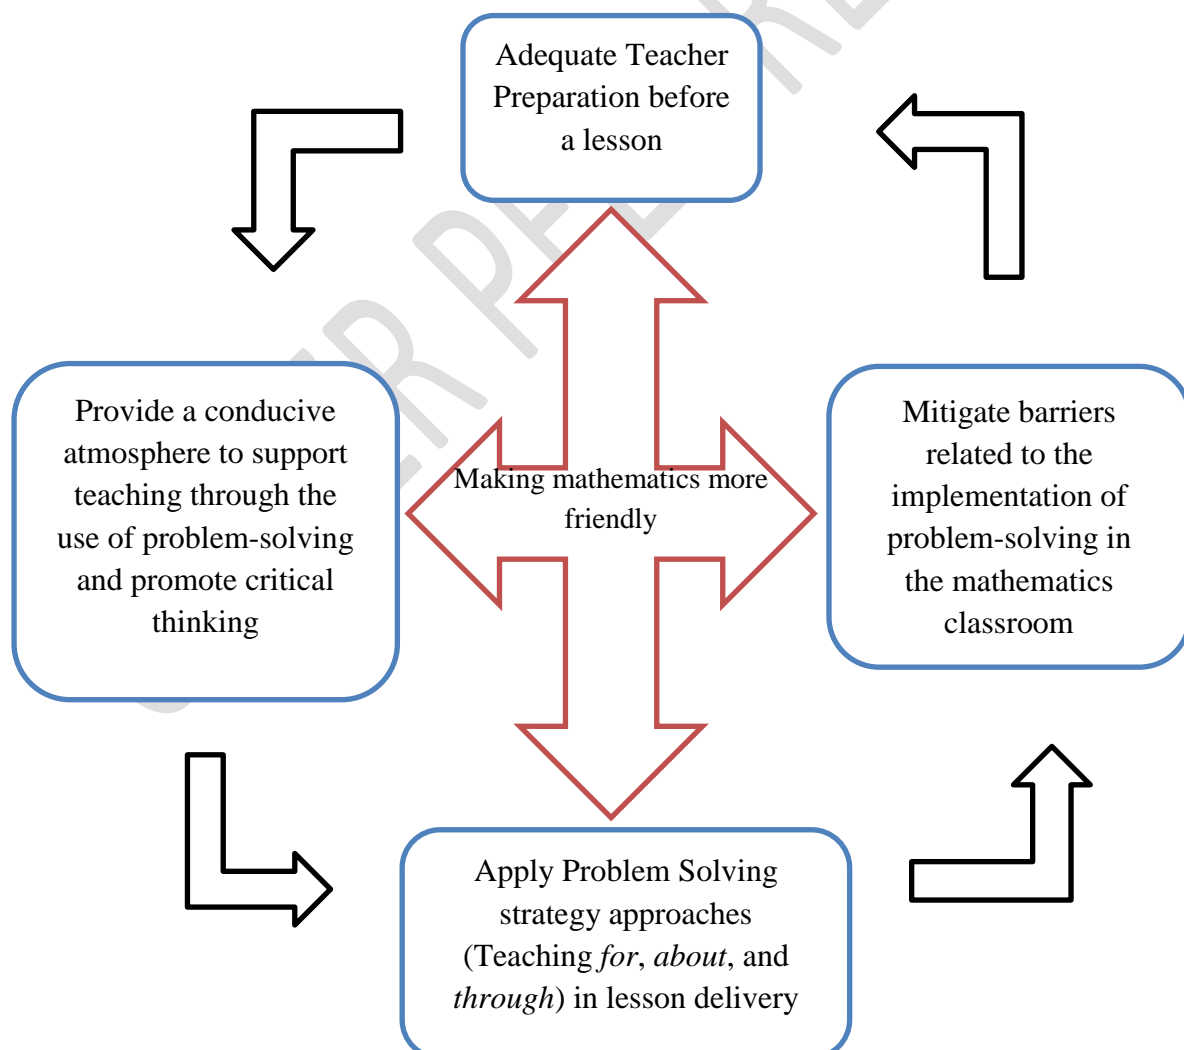 Adequate Teacher
Preparation before
a lesson
Provide a conducive
atmosphere to support
teaching through the
use of problem-solving
and promote critical
thinking
Making mathematics more
friendly
Mitigate barriers
related to the
implementation of
problem-solving in
the mathematics
classroom
Apply Problem Solving
strategy approaches
(Teaching for, about, and
through) in lesson delivery